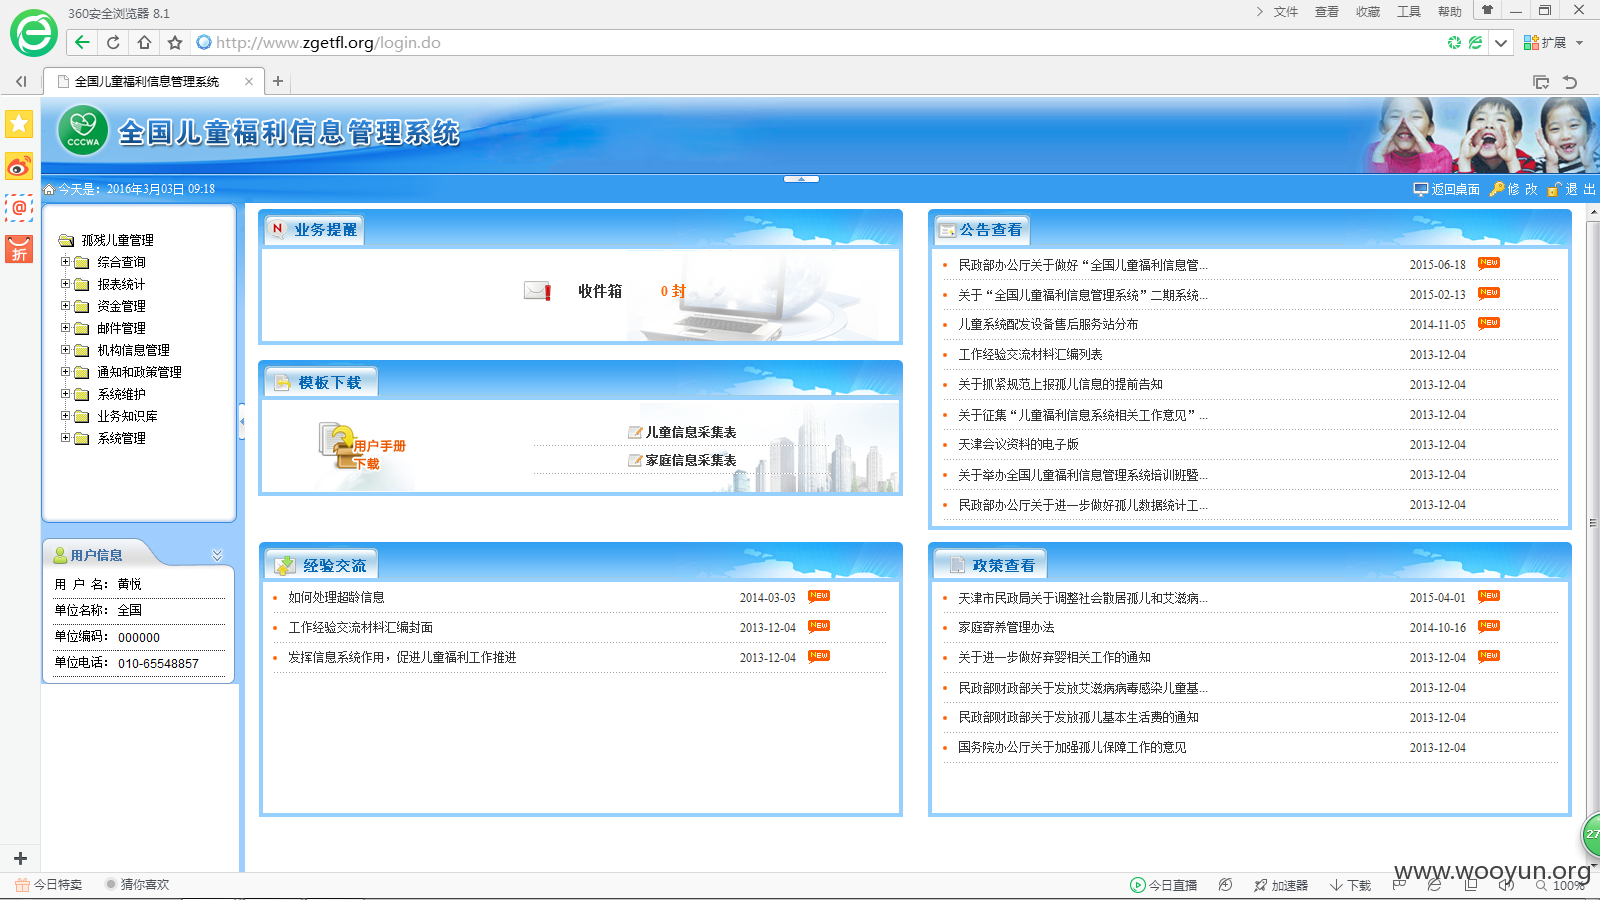 360安全浏览器 8.1
文件 查看 收藏 工具 帮助
http://www.zgetfl.org/login.do
扩展
全国儿童福利信息管理系统
CCCWA
全国儿童福利信息管理系统
今天是：2016年3月03日 09:18
返回桌面 修 改 退 出
孤残儿童管理
综合查询
报表统计
资金管理
邮件管理
机构信息管理
通知和政策管理
系统维护
业务知识库
系统管理
用户信息
用 户 名： 黄悦
单位名称： 全国
单位编码： 000000
单位电话： 010-65548857
业务提醒
收件箱 0 封
模板下载
用户手册
下载
儿童信息采集表
家庭信息采集表
经验交流
如何处理超龄信息 2014-03-03 NEW
工作经验交流材料汇编封面 2013-12-04 NEW
发挥信息系统作用，促进儿童福利工作推进 2013-12-04 NEW
公告查看
民政部办公厅关于做好“全国儿童福利信息管... 2015-06-18 NEW
关于“全国儿童福利信息管理系统”二期系统... 2015-02-13 NEW
儿童系统配发设备售后服务站分布 2014-11-05 NEW
工作经验交流材料汇编列表 2013-12-04
关于抓紧规范上报孤儿信息的提前告知 2013-12-04
关于征集“儿童福利信息系统相关工作意见”... 2013-12-04
天津会议资料的电子版 2013-12-04
关于举办全国儿童福利信息管理系统培训班暨... 2013-12-04
民政部办公厅关于进一步做好孤儿数据统计工... 2013-12-04
政策查看
天津市民政局关于调整社会散居孤儿和艾滋病... 2015-04-01 NEW
家庭寄养管理办法 2014-10-16 NEW
关于进一步做好弃婴相关工作的通知 2013-12-04 NEW
民政部财政部关于发放艾滋病病毒感染儿童基... 2013-12-04
民政部财政部关于发放孤儿基本生活费的通知 2013-12-04
国务院办公厅关于加强孤儿保障工作的意见 2013-12-04
折
27
www.wooyun.org
今日特卖 猜你喜欢
今日直播 加速器 下载 100%